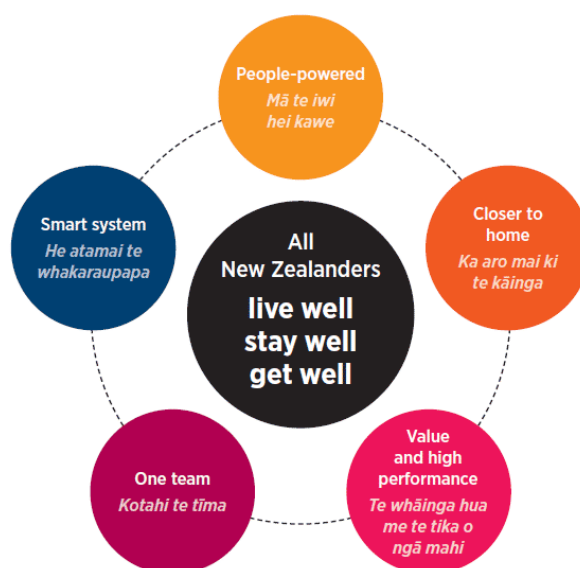 People-powered
Mā te iwi
hei kawe
Closer to
home
Ka aro mai ki
te kāinga
Value
and high
performance
Te whāinga hua
me te tika o
ngā mahi
One team
Kotahi te tīma
Smart system
He atamai te
whakaraupapa
All
New Zealanders
live well
stay well
get well